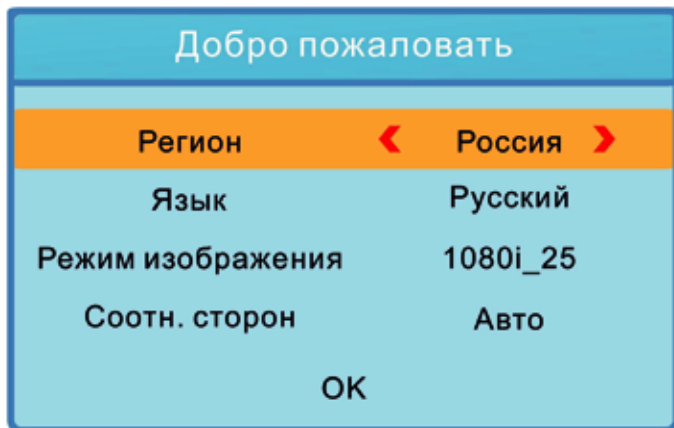 Добро пожаловать
Регион Россия
Язык Русский
Режим изображения 1080i_25
Соотн. сторон Авто
OK